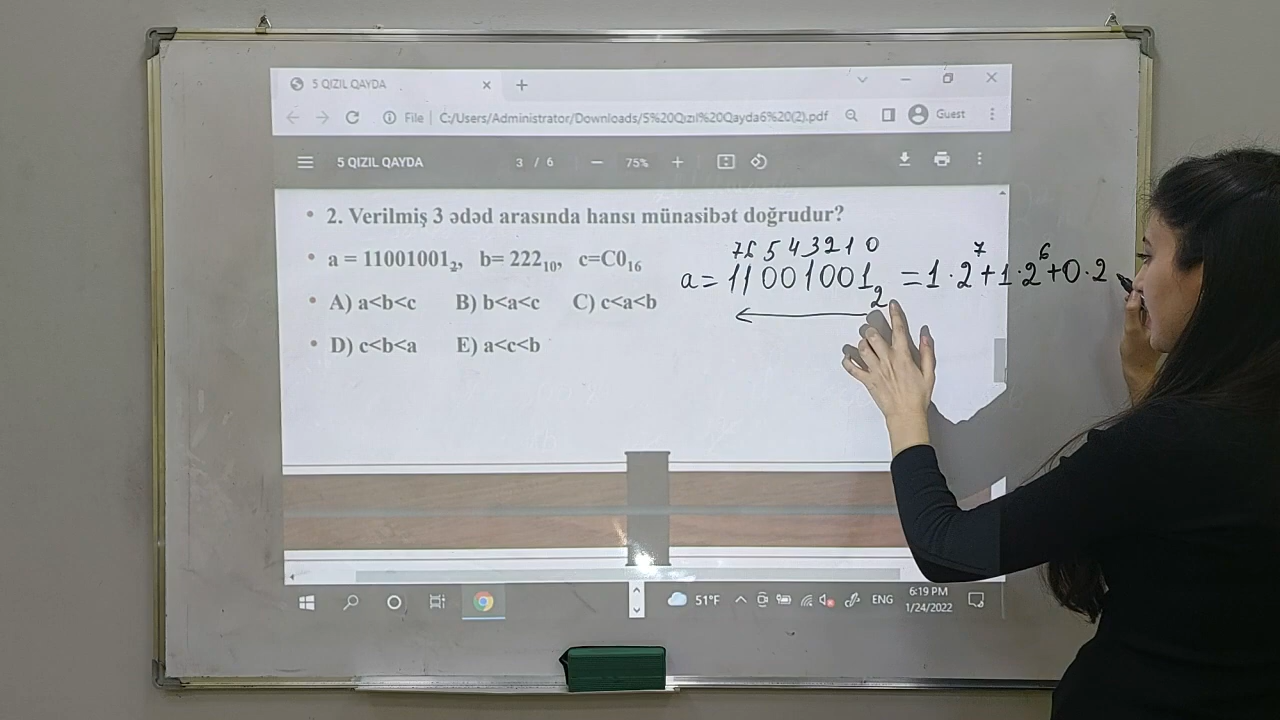 5 QIZIL QAYDA
File | C:/Users/Administrator/Downloads/5%20Qızıl%20Qayda6%20(2).pdf
Guest
5 QIZIL QAYDA 3 / 6 75%
• 2. Verilmiş 3 ədəd arasında hansı münasibət doğrudur?
• a = 11001001₂, b= 222₁₀, c=C0₁₆
• A) a<b<c B) b<a<c C) c<a<b
• D) c<b<a E) a<c<b
7 6 5 4 3 2 1 0
a = 11001001₂ = 1·2⁷+1·2⁶+0·2
51°F ENG 6:19 PM
1/24/2022